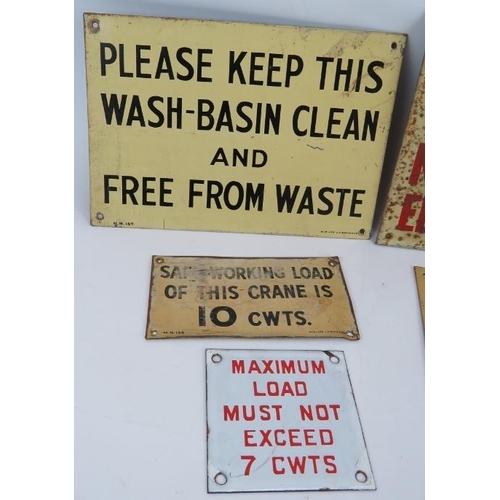 PLEASE KEEP THIS
WASH-BASIN CLEAN
AND
FREE FROM WASTE
SAFE WORKING LOAD
OF THIS CRANE IS
10 CWTS.
MAXIMUM
LOAD
MUST NOT
EXCEED
7 CWTS